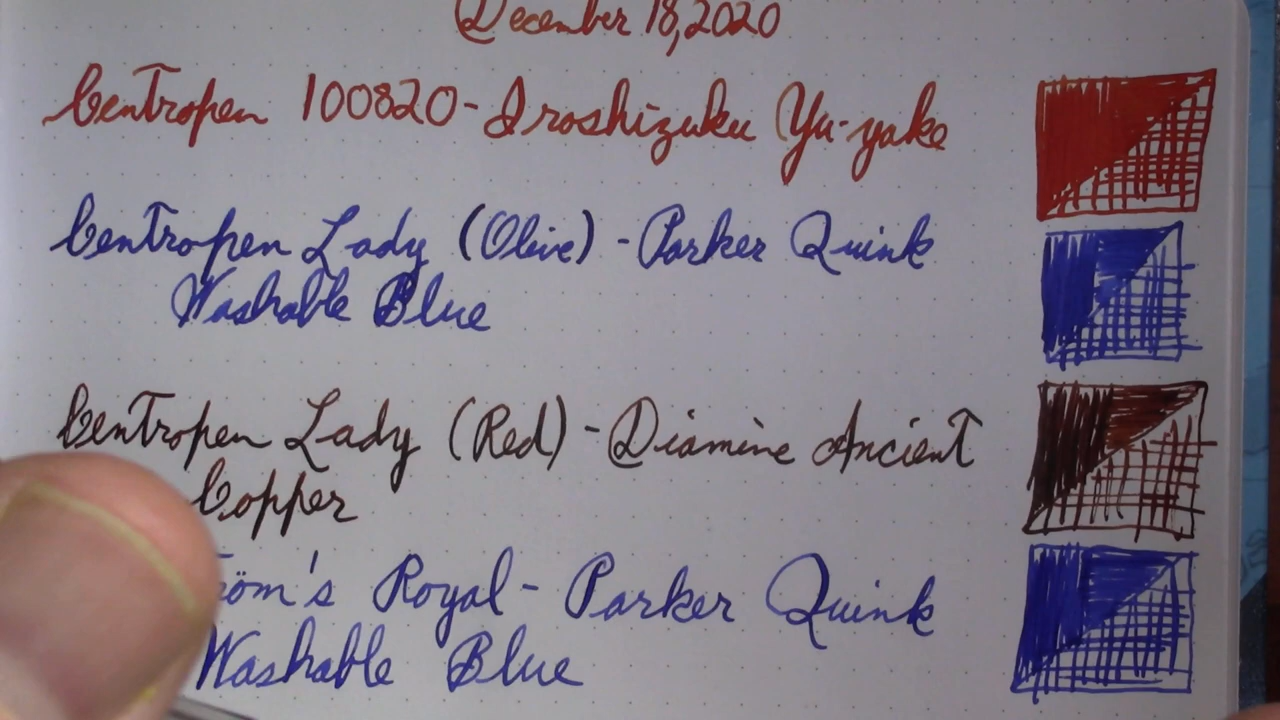 December 18, 2020
Centropen 100820 - Iroshizuku Yu-yake
Centropen Lady (Olive) - Parker Quink
Washable Blue
Centropen Lady (Red) - Diamine Ancient
Copper
Royal - Parker Quink
Washable Blue